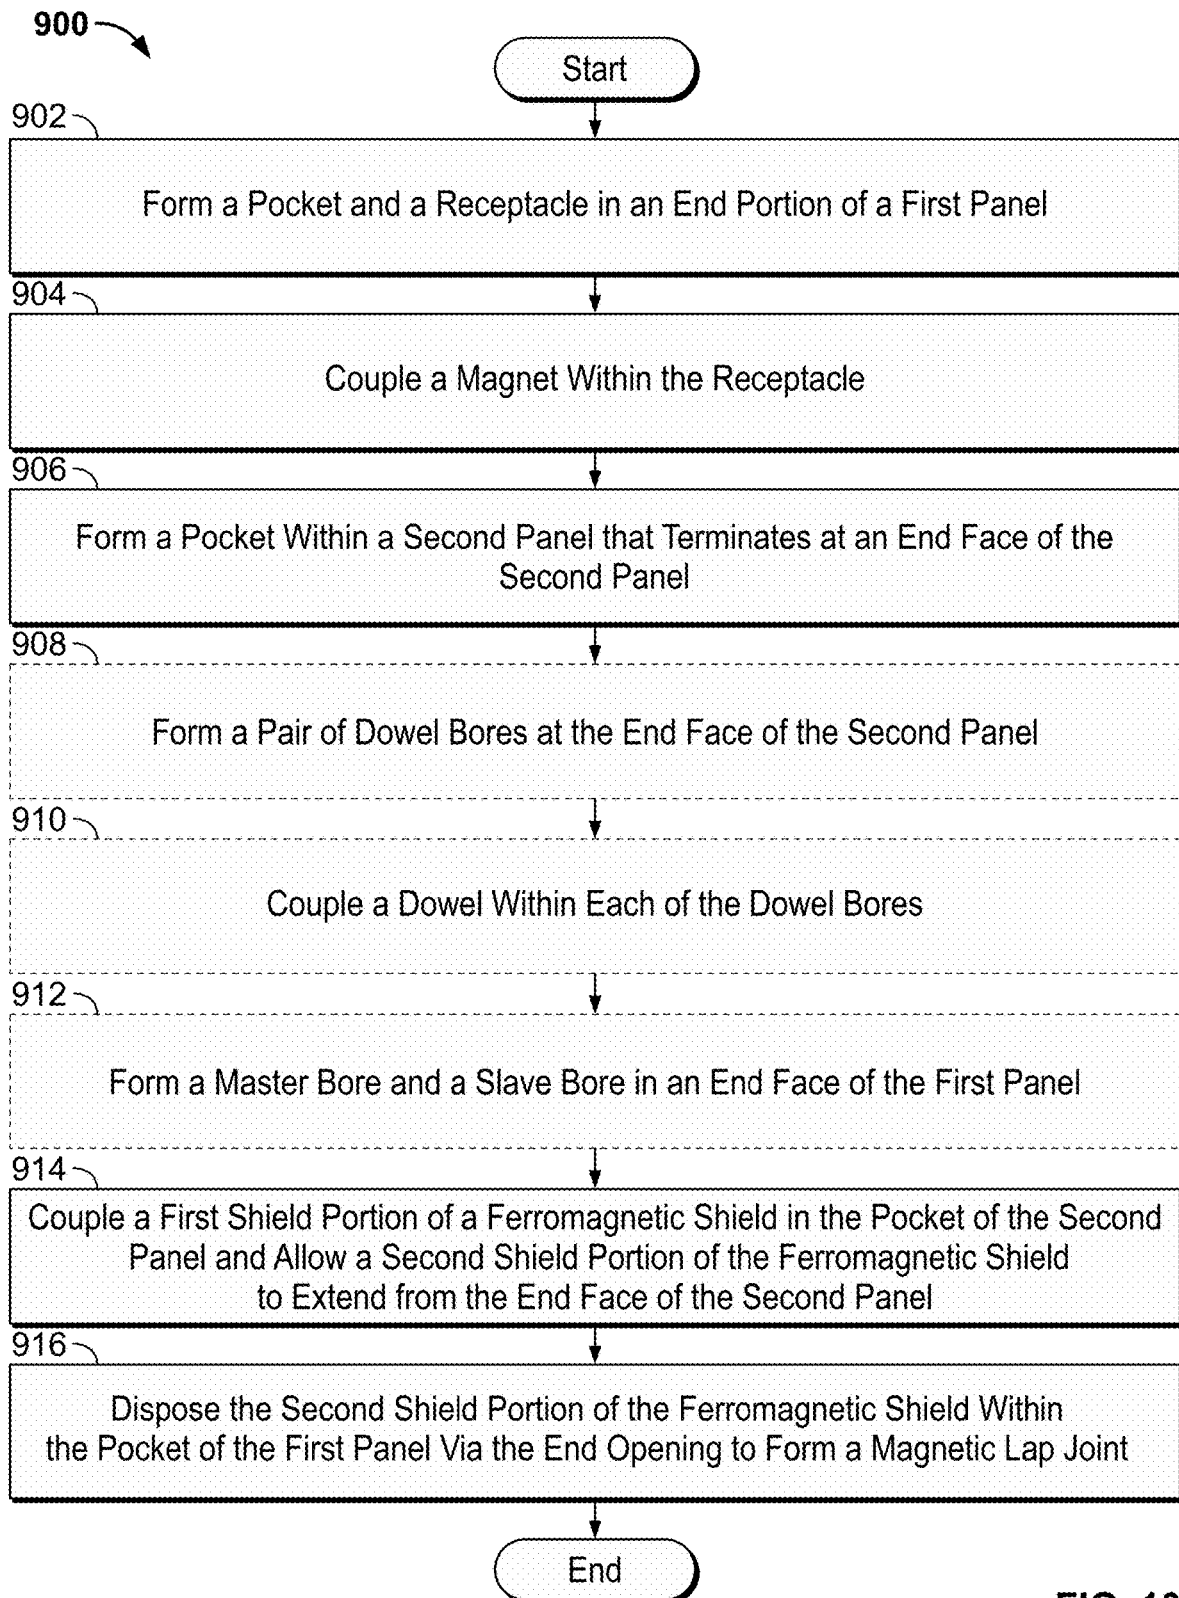 900
Start
902
Form a Pocket and a Receptacle in an End Portion of a First Panel
904
Couple a Magnet Within the Receptacle
906
Form a Pocket Within a Second Panel that Terminates at an End Face of the
Second Panel
908
Form a Pair of Dowel Bores at the End Face of the Second Panel
910
Couple a Dowel Within Each of the Dowel Bores
912
Form a Master Bore and a Slave Bore in an End Face of the First Panel
914
Couple a First Shield Portion of a Ferromagnetic Shield in the Pocket of the Second
Panel and Allow a Second Shield Portion of the Ferromagnetic Shield
to Extend from the End Face of the Second Panel
916
Dispose the Second Shield Portion of the Ferromagnetic Shield Within
the Pocket of the First Panel Via the End Opening to Form a Magnetic Lap Joint
End